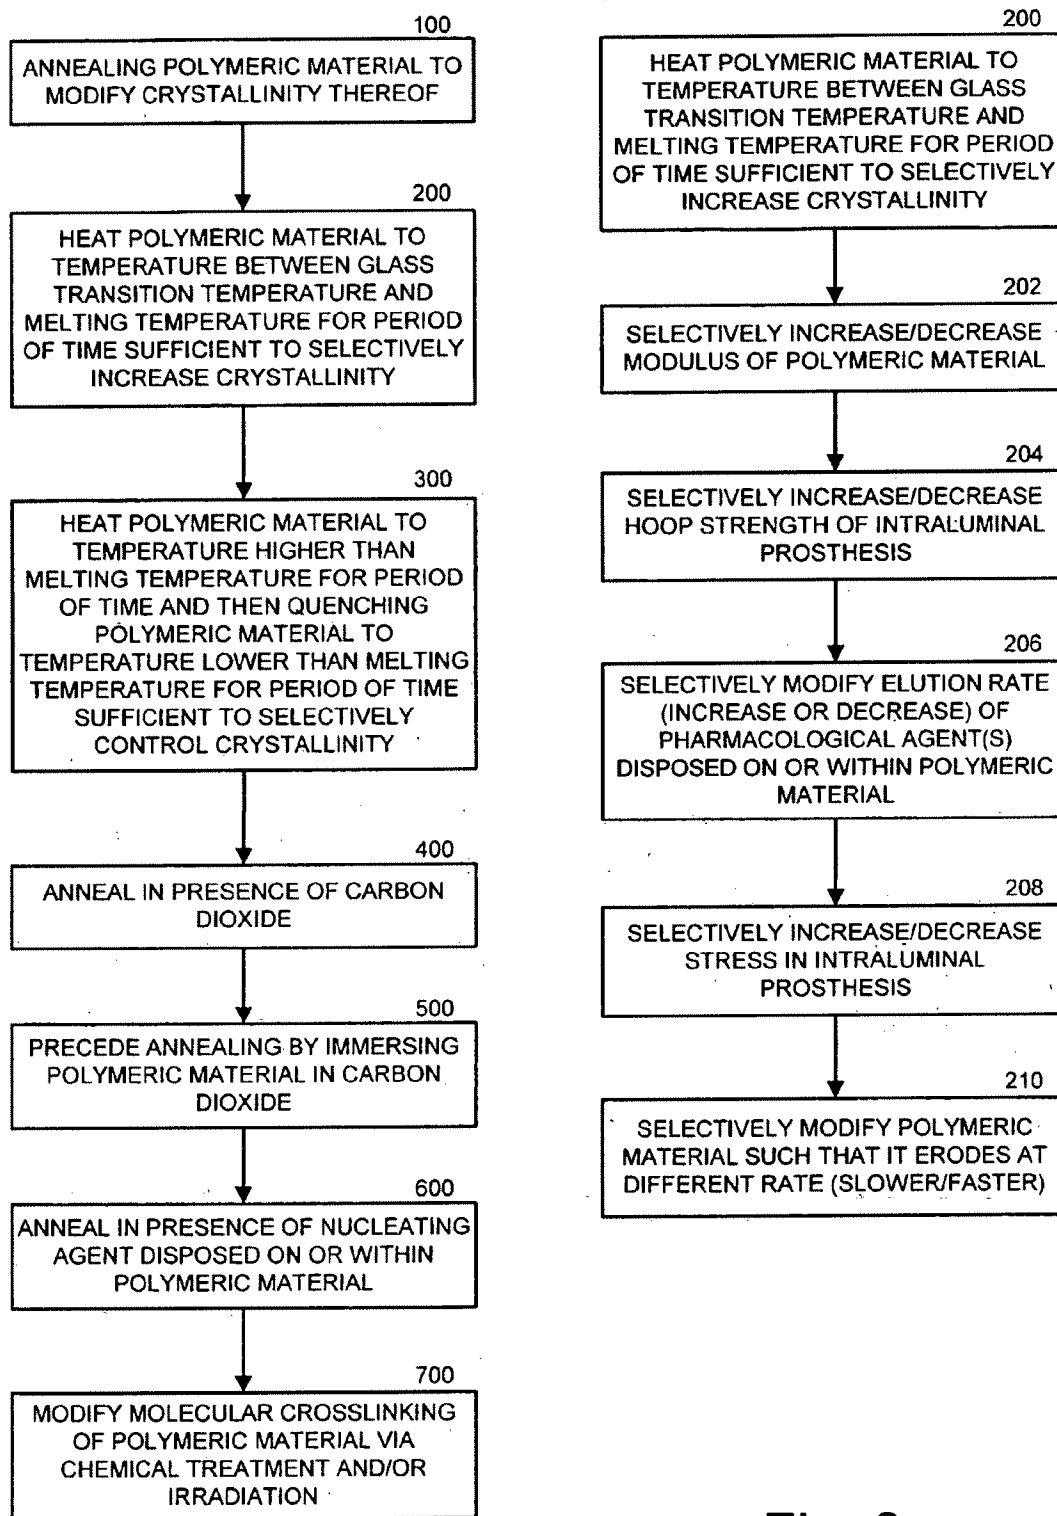 100
ANNEALING POLYMERIC MATERIAL TO
MODIFY CRYSTALLINITY THEREOF
200
HEAT POLYMERIC MATERIAL TO
TEMPERATURE BETWEEN GLASS
TRANSITION TEMPERATURE AND
MELTING TEMPERATURE FOR PERIOD
OF TIME SUFFICIENT TO SELECTIVELY
INCREASE CRYSTALLINITY
300
HEAT POLYMERIC MATERIAL TO
TEMPERATURE HIGHER THAN
MELTING TEMPERATURE FOR PERIOD
OF TIME AND THEN QUENCHING
POLYMERIC MATERIAL TO
TEMPERATURE LOWER THAN MELTING
TEMPERATURE FOR PERIOD OF TIME
SUFFICIENT TO SELECTIVELY
CONTROL CRYSTALLINITY
400
ANNEAL IN PRESENCE OF CARBON
DIOXIDE
500
PRECEDE ANNEALING BY IMMERSING
POLYMERIC MATERIAL IN CARBON
DIOXIDE
600
ANNEAL IN PRESENCE OF NUCLEATING
AGENT DISPOSED ON OR WITHIN
POLYMERIC MATERIAL
700
MODIFY MOLECULAR CROSSLINKING
OF POLYMERIC MATERIAL VIA
CHEMICAL TREATMENT AND/OR
IRRADIATION
200
HEAT POLYMERIC MATERIAL TO
TEMPERATURE BETWEEN GLASS
TRANSITION TEMPERATURE AND
MELTING TEMPERATURE FOR PERIOD
OF TIME SUFFICIENT TO SELECTIVELY
INCREASE CRYSTALLINITY
202
SELECTIVELY INCREASE/DECREASE
MODULUS OF POLYMERIC MATERIAL
204
SELECTIVELY INCREASE/DECREASE
HOOP STRENGTH OF INTRALUMINAL
PROSTHESIS
206
SELECTIVELY MODIFY ELUTION RATE
(INCREASE OR DECREASE) OF
PHARMACOLOGICAL AGENT(S)
DISPOSED ON OR WITHIN POLYMERIC
MATERIAL
208
SELECTIVELY INCREASE/DECREASE
STRESS IN INTRALUMINAL
PROSTHESIS
210
SELECTIVELY MODIFY POLYMERIC
MATERIAL SUCH THAT IT ERODES AT
DIFFERENT RATE (SLOWER/FASTER)